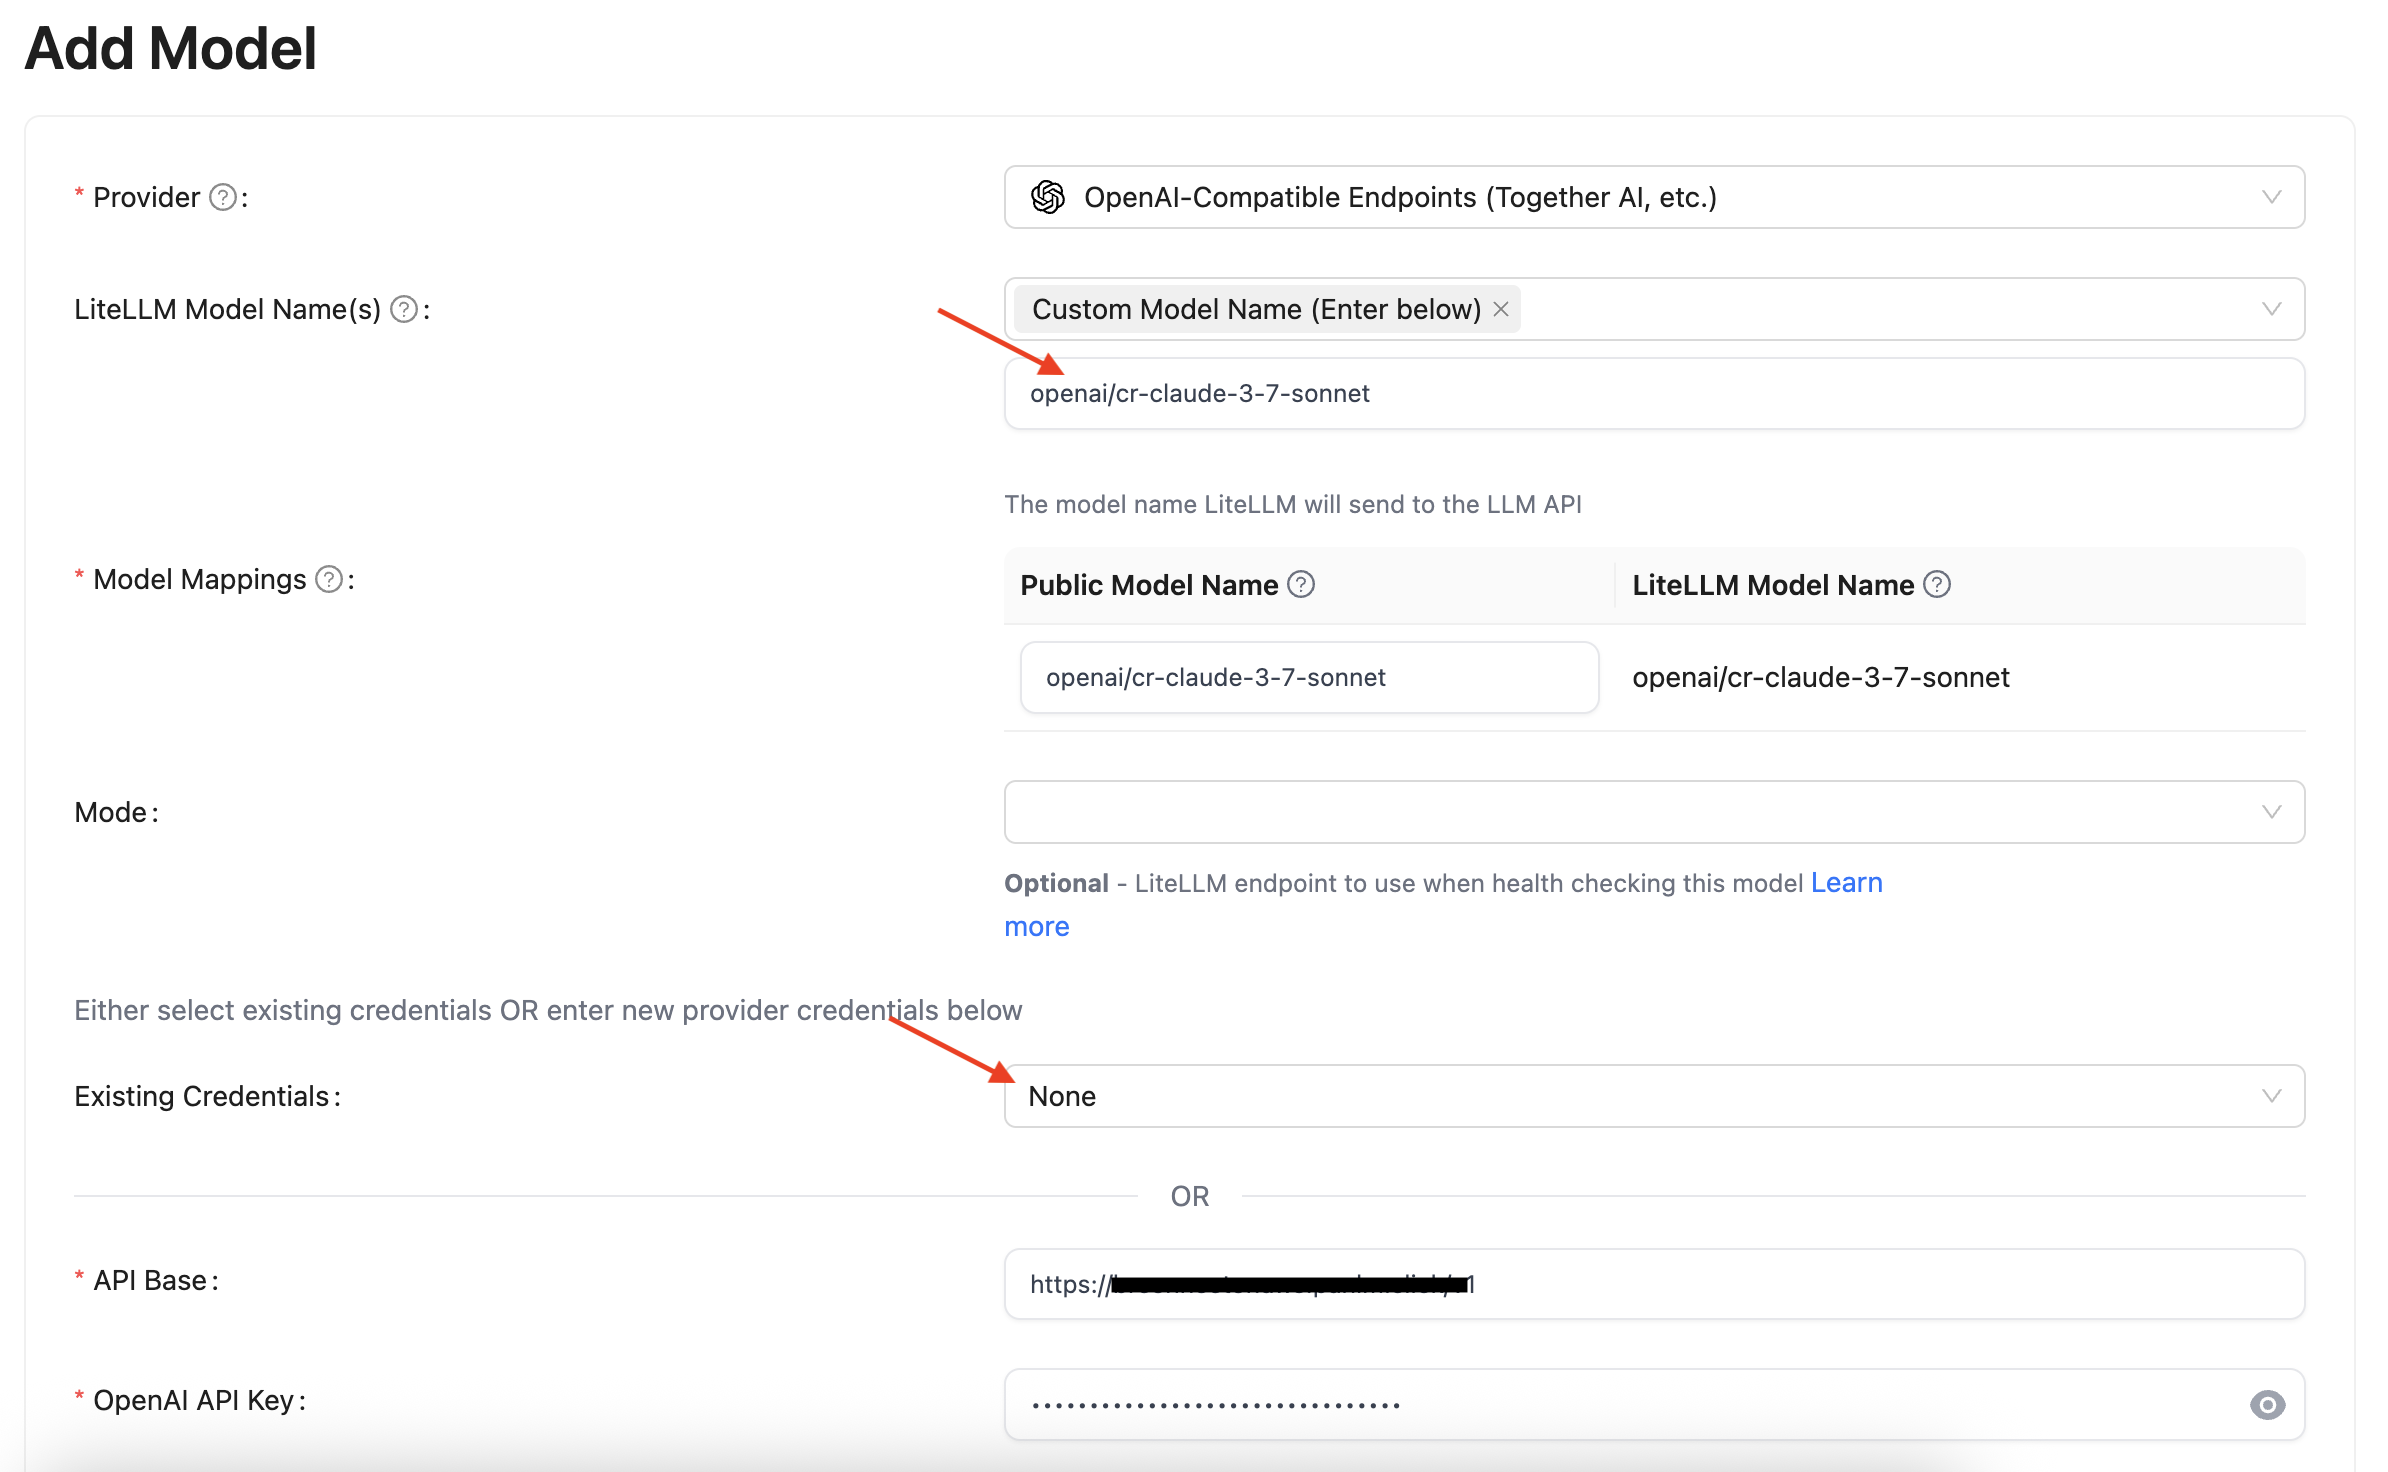 Add Model
* Provider ? :
OpenAI-Compatible Endpoints (Together AI, etc.)
LiteLLM Model Name(s) ? :
Custom Model Name (Enter below) ×
openai/cr-claude-3-7-sonnet
The model name LiteLLM will send to the LLM API
* Model Mappings ? :
Public Model Name ? LiteLLM Model Name ?
openai/cr-claude-3-7-sonnet openai/cr-claude-3-7-sonnet
Mode :
Optional - LiteLLM endpoint to use when health checking this model Learn
more
Either select existing credentials OR enter new provider credentials below
Existing Credentials :
None
OR
* API Base :
https://
* OpenAI API Key :